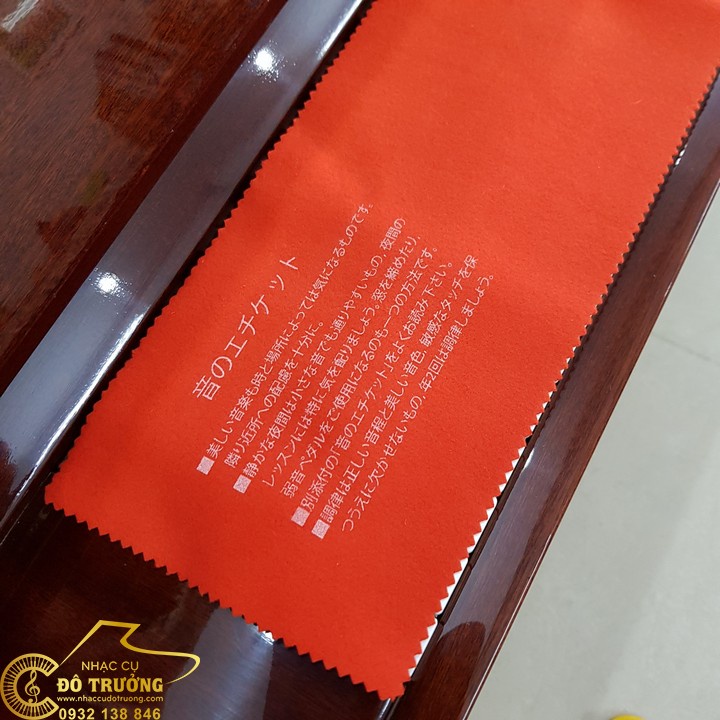 音のエチケット
■美しい音楽も時と場所によっては気になるものです。
隣り近所への配慮を十分に。
■静かな夜間は小さな音でも通りやすいもの、夜間の
レッスンには特に気を配りましょう。窓を締めたり、
弱音ペダルをご使用になるのも一つの方法です。
■別添付の「音のエチケット」をよくお読み下さい。
■調律は正しい音程と美しい音色、敏感なタッチを保
つうえに欠かせないもの、年2回は調律しましょう。
NHẠC CỤ
ĐỖ TRƯỞNG
www.nhaccudotruong.com
0932 138 846